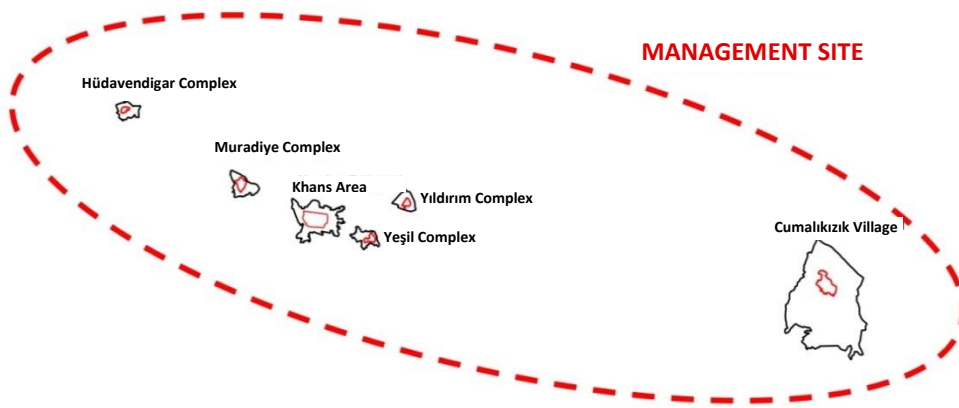 MANAGEMENT SITE
Hüdavendigar Complex
Muradiye Complex
Khans Area
Yıldırım Complex
Yeşil Complex
Cumalıkızık Village